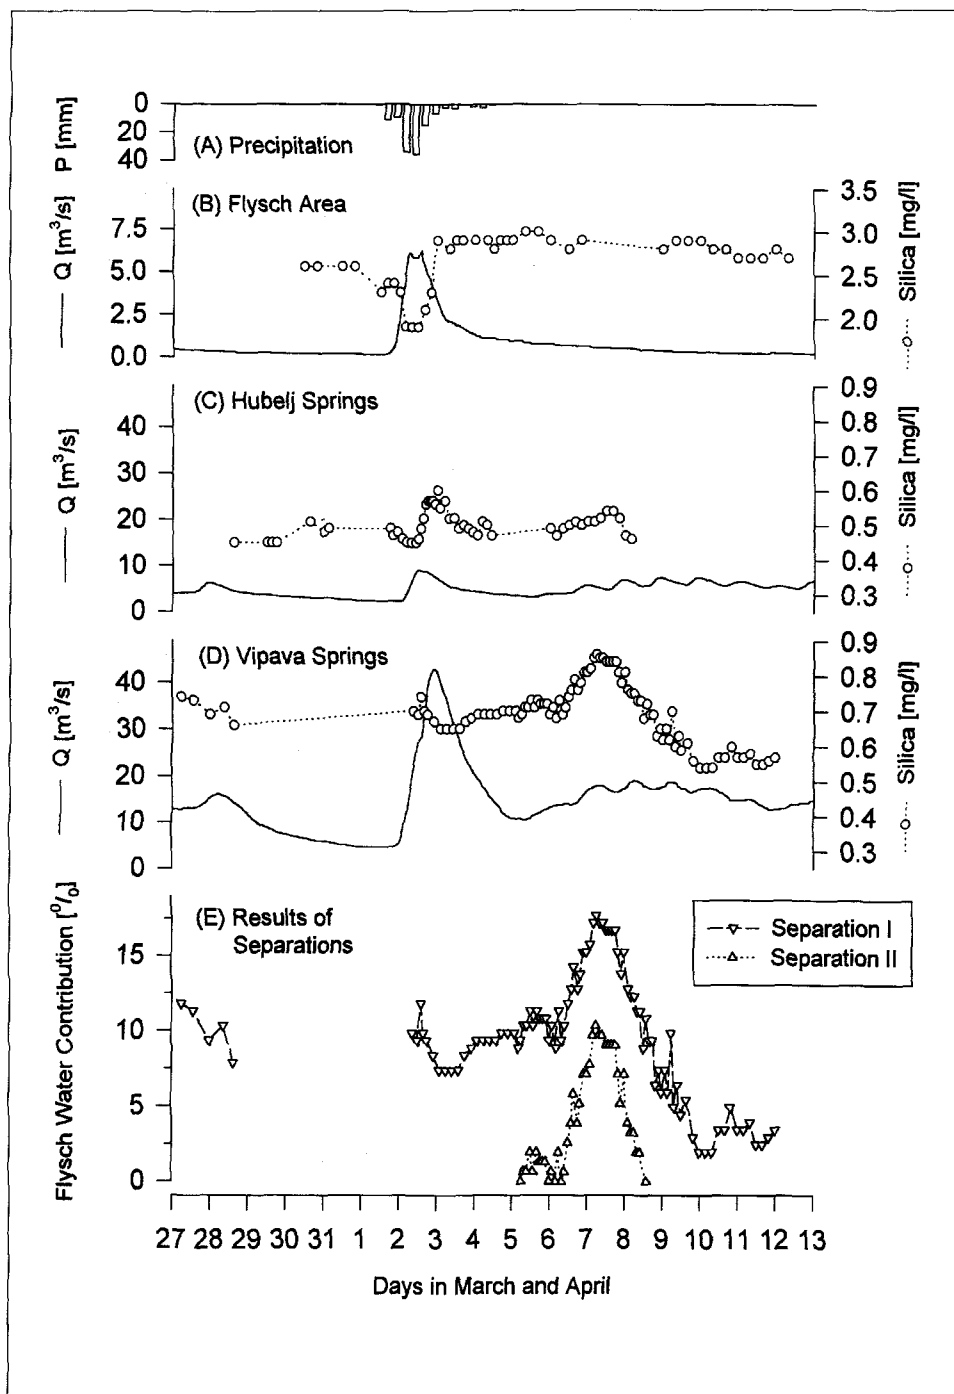 P [mm]
0
20
40
(A) Precipitation
Q [m³/s]
7.5
5.0
2.5
0.0
(B) Flysch Area
3.5
3.0
2.5
2.0
Silica [mg/l]
Q [m³/s]
40
30
20
10
0
(C) Hubelj Springs
0.9
0.8
0.7
0.6
0.5
0.4
0.3
Silica [mg/l]
Q [m³/s]
40
30
20
10
0
(D) Vipava Springs
0.9
0.8
0.7
0.6
0.5
0.4
0.3
Silica [mg/l]
Flysch Water Contribution [⁰/₀]
15
10
5
0
(E) Results of
Separations
Separation I
Separation II
27 28 29 30 31 1 2 3 4 5 6 7 8 9 10 11 12 13
Days in March and April